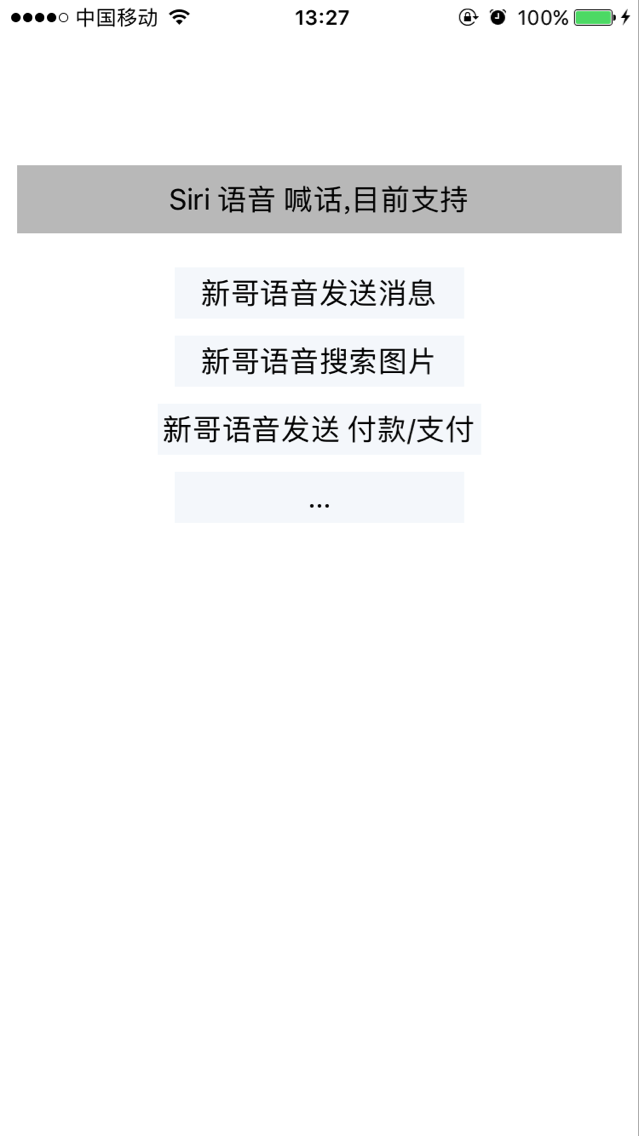 中国移动 13:27 100%
Siri 语音 喊话,目前支持
新哥语音发送消息
新哥语音搜索图片
新哥语音发送 付款/支付
...